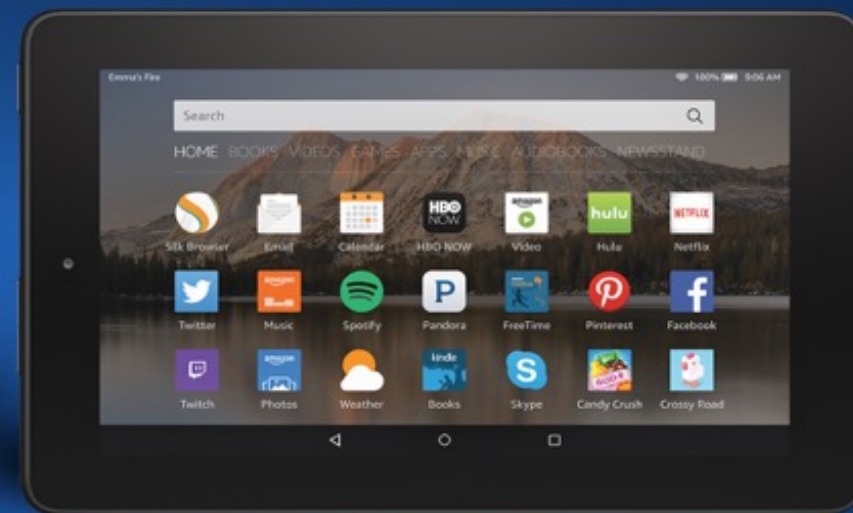 Emma's Fire 100% 9:06 AM
Search
HOME BOOKS VIDEOS GAMES APPS MUSIC AUDIOBOOKS NEWSSTAND
HBO NOW amazon hulu NETFLIX
Silk Browser Email Calendar HBO NOW Video Hulu Netflix
amazon P f
Twitter Music Spotify Pandora FreeTime Pinterest Facebook
amazon kindle S
Twitch Photos Weather Books Skype Candy Crush Crossy Road